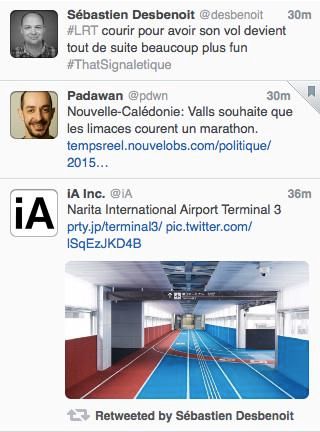 Sébastien Desbenoit @desbenoit 30m
#LRT courir pour avoir son vol devient
tout de suite beaucoup plus fun
#ThatSignaletique
Padawan @pdwn 30m
Nouvelle-Calédonie: Valls souhaite que
les limaces courent un marathon.
tempsreel.nouvelobs.com/politique/
2015…
iA
iA Inc. @iA 36m
Narita International Airport Terminal 3
prty.jp/terminal3/ pic.twitter.com/
lSqEzJKD4B
Retweeted by Sébastien Desbenoit